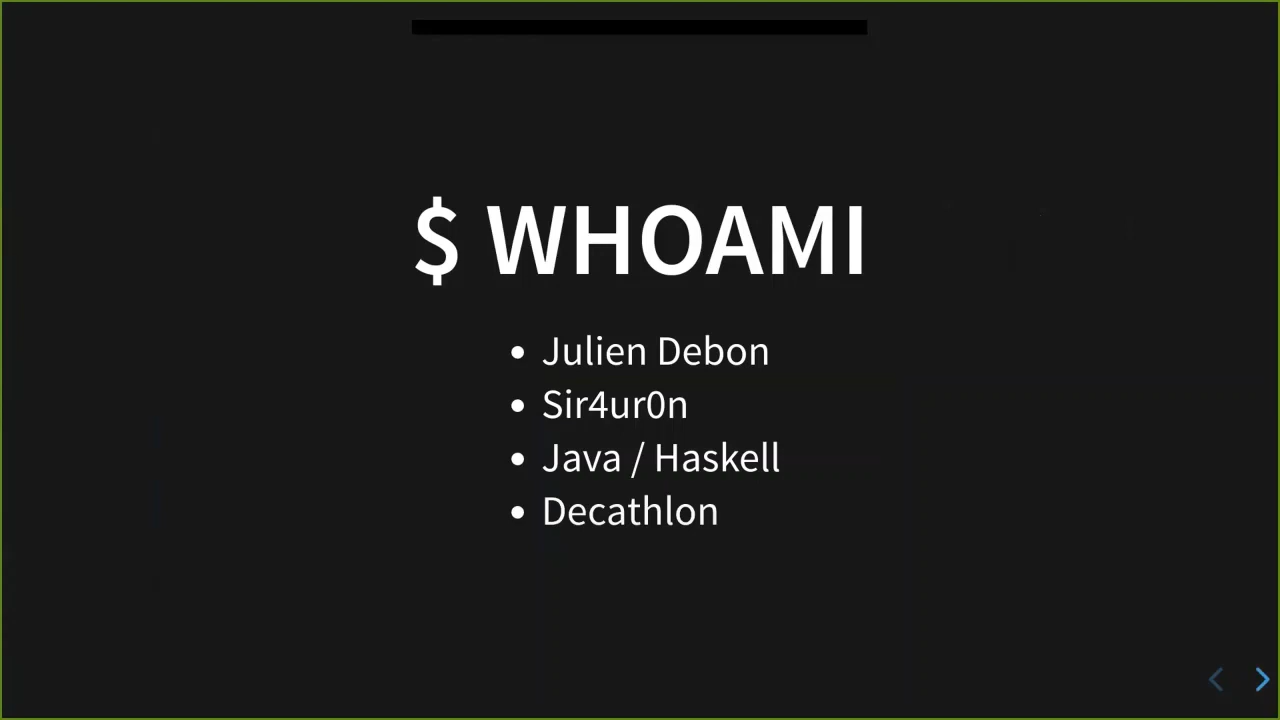 $ WHOAMI
Julien Debon
Sir4ur0n
Java / Haskell
Decathlon